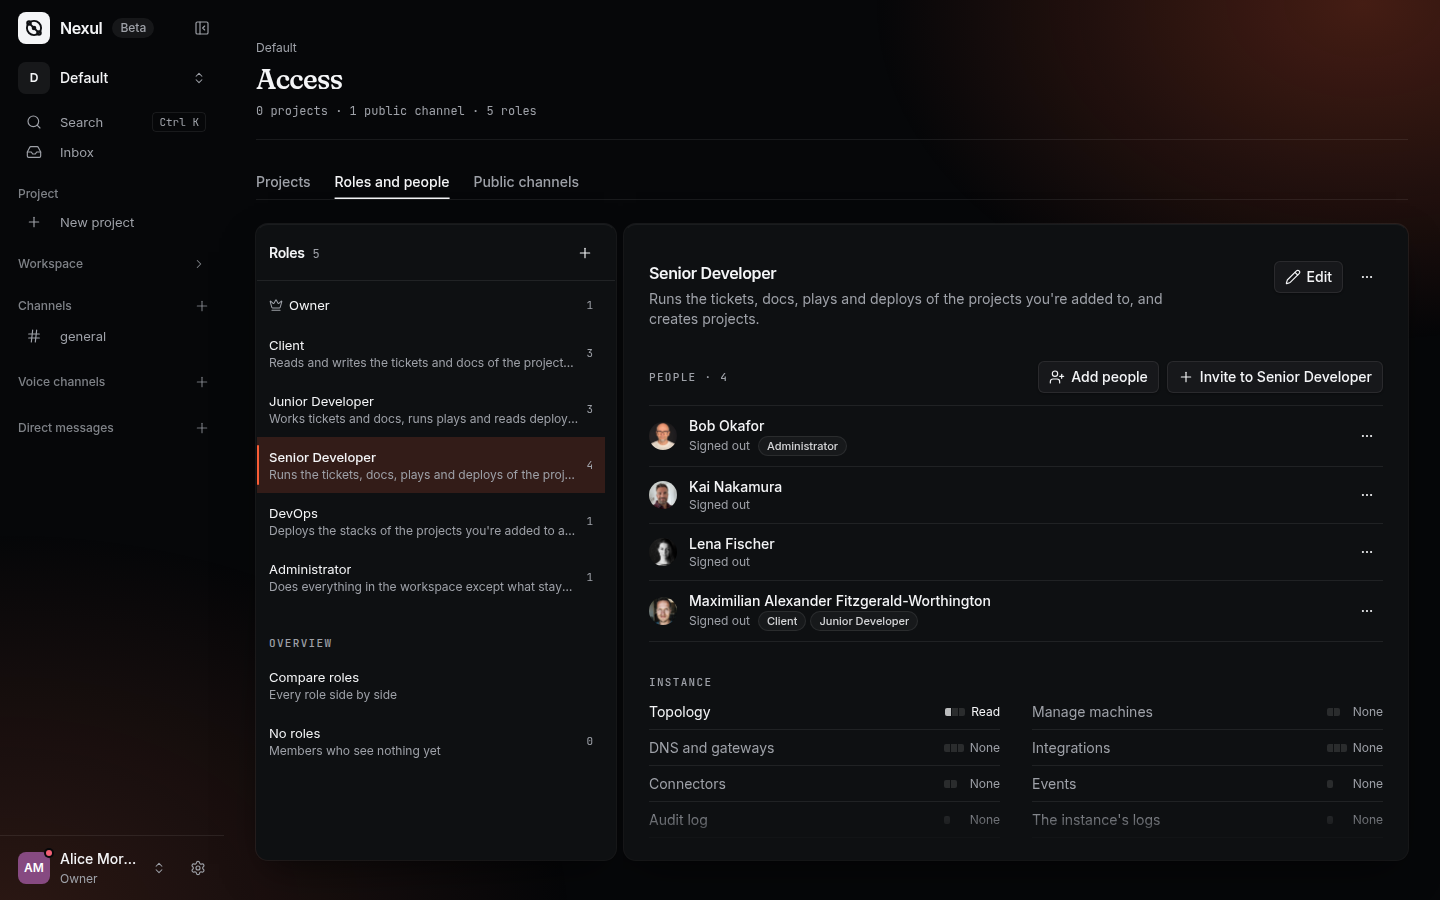 Nexul Beta
D Default
Search Ctrl K
Inbox
Project
New project
Workspace
Channels
general
Voice channels
Direct messages
AM Alice Mor...
Owner
Default
Access
0 projects · 1 public channel · 5 roles
Projects Roles and people Public channels
Roles 5
Owner 1
Client 3
Reads and writes the tickets and docs of the project...
Junior Developer 3
Works tickets and docs, runs plays and reads deploy...
Senior Developer 4
Runs the tickets, docs, plays and deploys of the proj...
DevOps 1
Deploys the stacks of the projects you're added to a...
Administrator 1
Does everything in the workspace except what stay...
OVERVIEW
Compare roles
Every role side by side
No roles 0
Members who see nothing yet
Senior Developer
Edit
Runs the tickets, docs, plays and deploys of the projects you're added to, and
creates projects.
PEOPLE · 4
Add people
Invite to Senior Developer
Bob Okafor
Signed out Administrator
Kai Nakamura
Signed out
Lena Fischer
Signed out
Maximilian Alexander Fitzgerald-Worthington
Signed out Client Junior Developer
INSTANCE
Topology Read
Manage machines None
DNS and gateways None
Integrations None
Connectors None
Events None
Audit log None
The instance's logs None